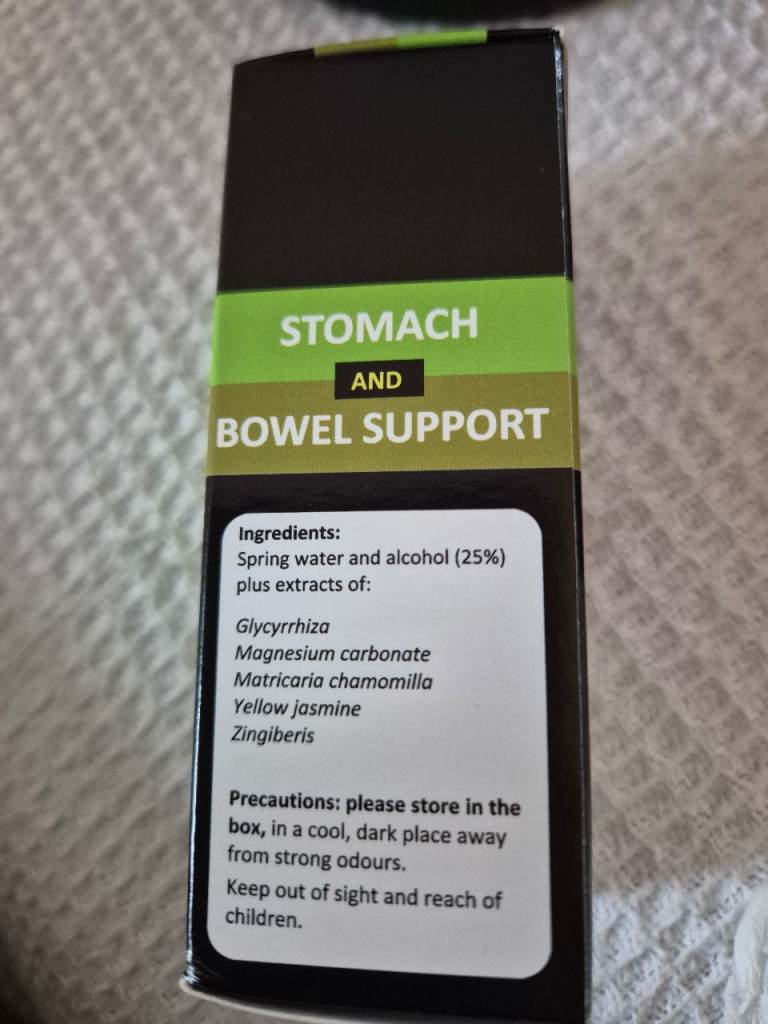 STOMACH
AND
BOWEL SUPPORT
Ingredients:
Spring water and alcohol (25%)
plus extracts of:
Glycyrrhiza
Magnesium carbonate
Matricaria chamomilla
Yellow jasmine
Zingiberis
Precautions: please store in the
box, in a cool, dark place away
from strong odours.
Keep out of sight and reach of
children.